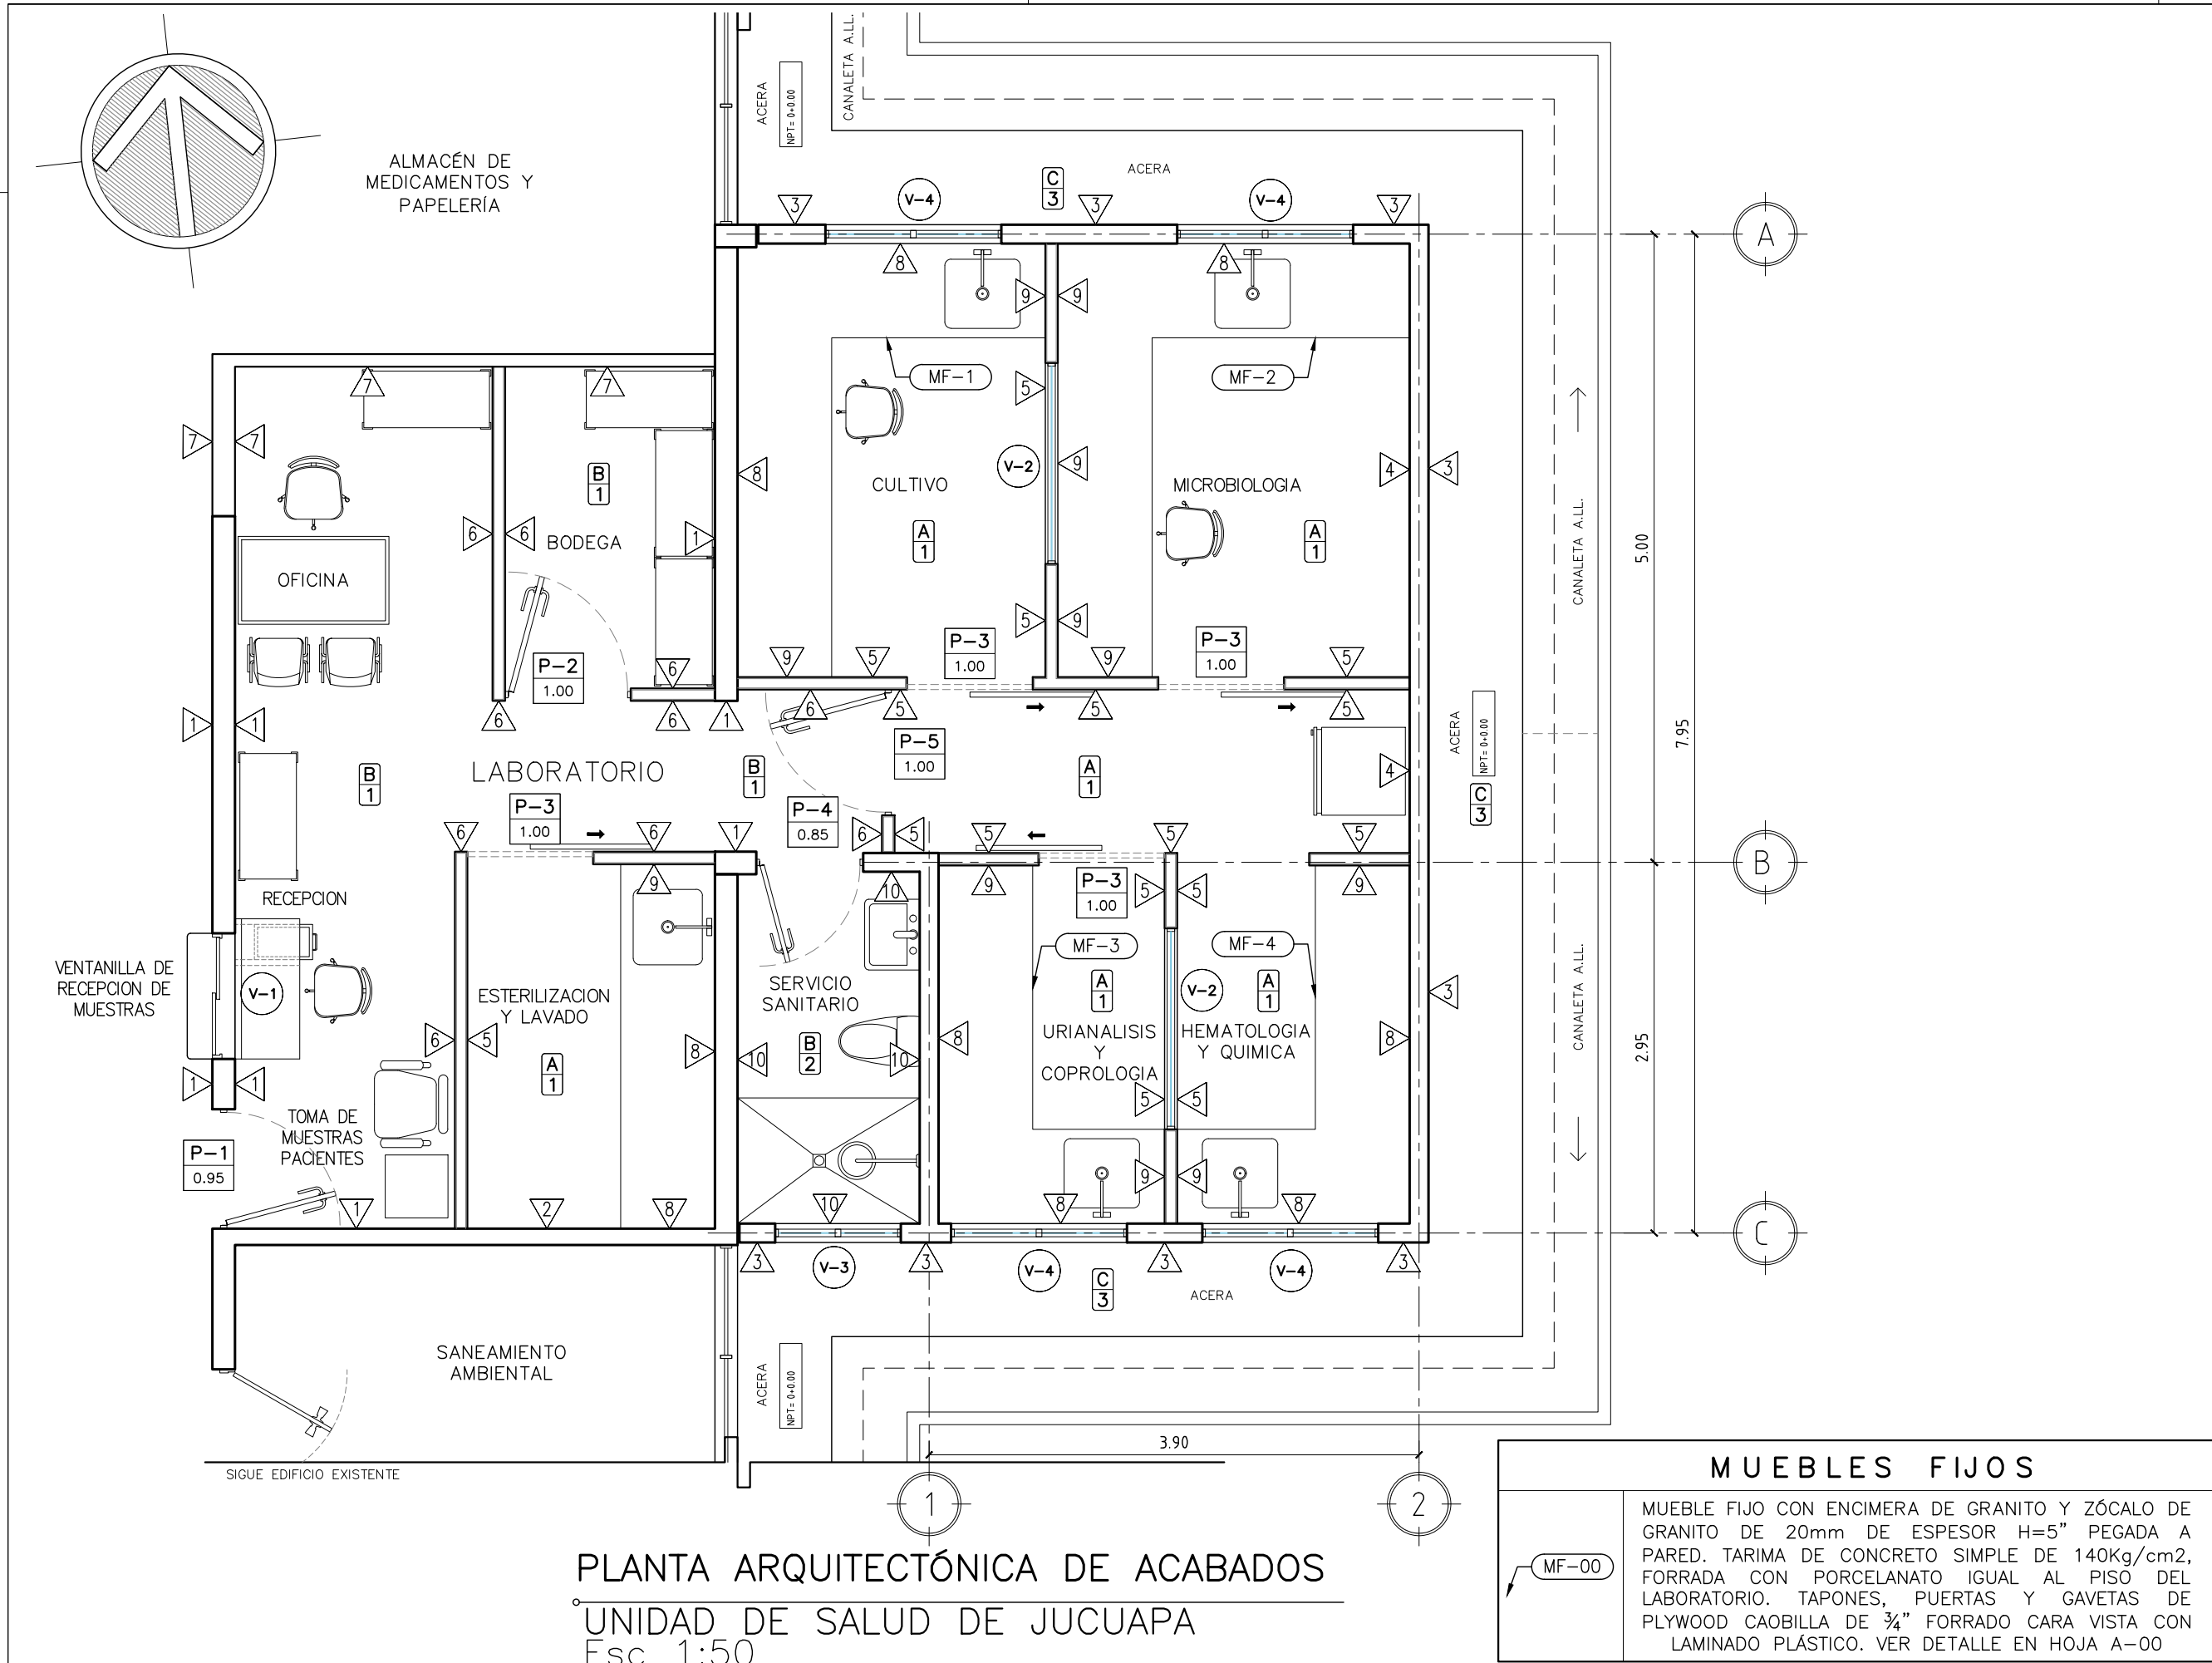 CANALETA A.LL.
ACERA
NPT= 0+0.00
ALMACÉN DE
MEDICAMENTOS Y
PAPELERÍA
ACERA
C
3
V-4
V-4
3
3
3
A
8
8
9
9
MF-1
MF-2
7
7
5
7
7
V-2
9
8
4
3
CULTIVO
MICROBIOLOGIA
B
1
A
1
A
1
6
6
BODEGA
1
5.00
CANALETA A.LL.
OFICINA
5
9
P-3
1.00
P-3
1.00
P-2
1.00
6
9
5
9
5
7.95
6
6
1
6
5
5
5
1
1
P-5
1.00
ACERA
NPT= 0+0.00
LABORATORIO
B
1
B
1
A
1
4
C
3
P-3
1.00
P-4
0.85
6
6
1
6
5
5
5
5
B
9
10
9
P-3
1.00
5
5
9
RECEPCION
MF-3
MF-4
VENTANILLA DE
RECEPCION DE
MUESTRAS
V-1
ESTERILIZACION
Y LAVADO
SERVICIO
SANITARIO
A
1
V-2
A
1
3
CANALETA A.LL.
6
5
8
10
B
2
10
8
URIANALISIS
Y
COPROLOGIA
HEMATOLOGIA
Y QUIMICA
8
2.95
A
1
1
1
5
5
TOMA DE
MUESTRAS
PACIENTES
P-1
0.95
9
9
1
2
8
10
8
8
C
3
V-3
3
V-4
3
V-4
3
C
3
ACERA
SANEAMIENTO
AMBIENTAL
ACERA
NPT= 0+0.00
3.90
SIGUE EDIFICIO EXISTENTE
1
2
PLANTA ARQUITECTÓNICA DE ACABADOS
UNIDAD DE SALUD DE JUCUAPA
Esc 1:50
MUEBLES FIJOS
MF-00
MUEBLE FIJO CON ENCIMERA DE GRANITO Y ZÓCALO DE
GRANITO DE 20mm DE ESPESOR H=5” PEGADA A
PARED. TARIMA DE CONCRETO SIMPLE DE 140Kg/cm2,
FORRADA CON PORCELANATO IGUAL AL PISO DEL
LABORATORIO. TAPONES, PUERTAS Y GAVETAS DE
PLYWOOD CAOBILLA DE ¾” FORRADO CARA VISTA CON
LAMINADO PLÁSTICO. VER DETALLE EN HOJA A-00